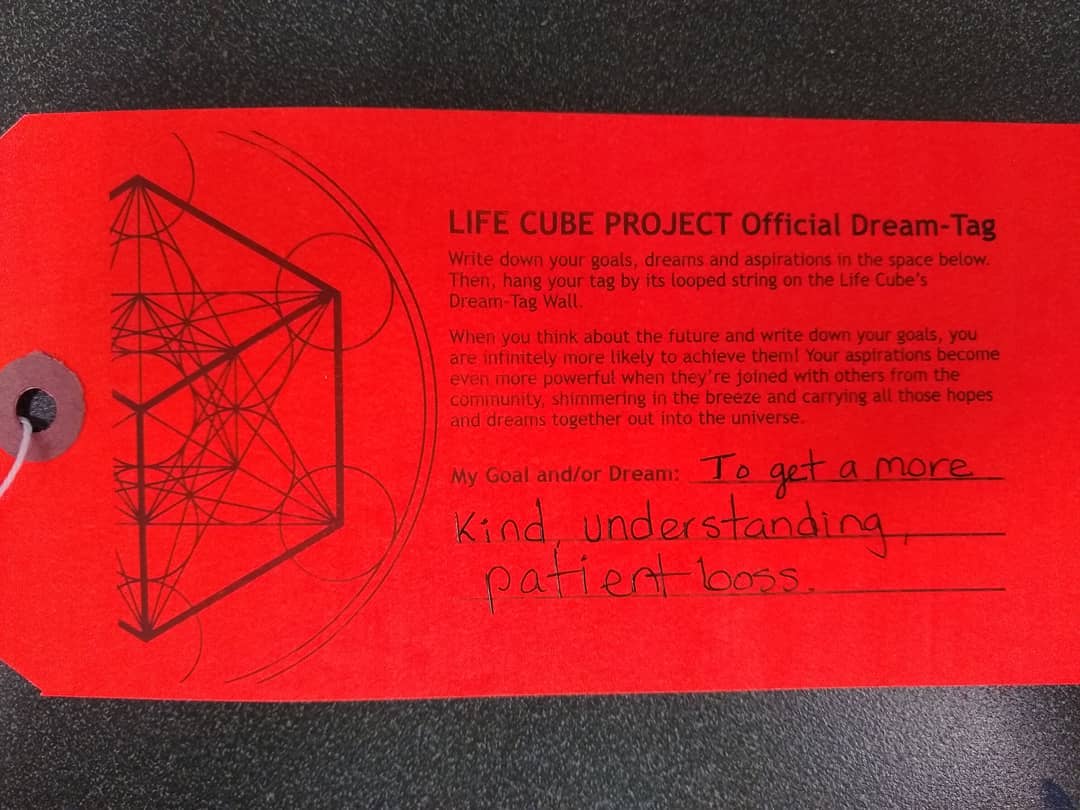 LIFE CUBE PROJECT Official Dream-Tag
Write down your goals, dreams and aspirations in the space below.
Then, hang your tag by its looped string on the Life Cube's
Dream-Tag Wall.
When you think about the future and write down your goals, you
are infinitely more likely to achieve them! Your aspirations become
even more powerful when they're joined with others from the
community, shimmering in the breeze and carrying all those hopes
and dreams together out into the universe.
My Goal and/or Dream: To get a more
Kind, understanding,
patient boss.